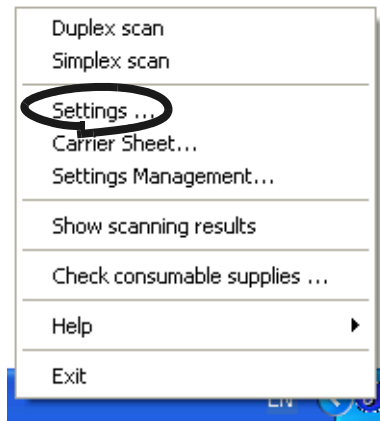 Duplex scan
Simplex scan
Settings ...
Carrier Sheet...
Settings Management...
Show scanning results
Check consumable supplies ...
Help
Exit
EN